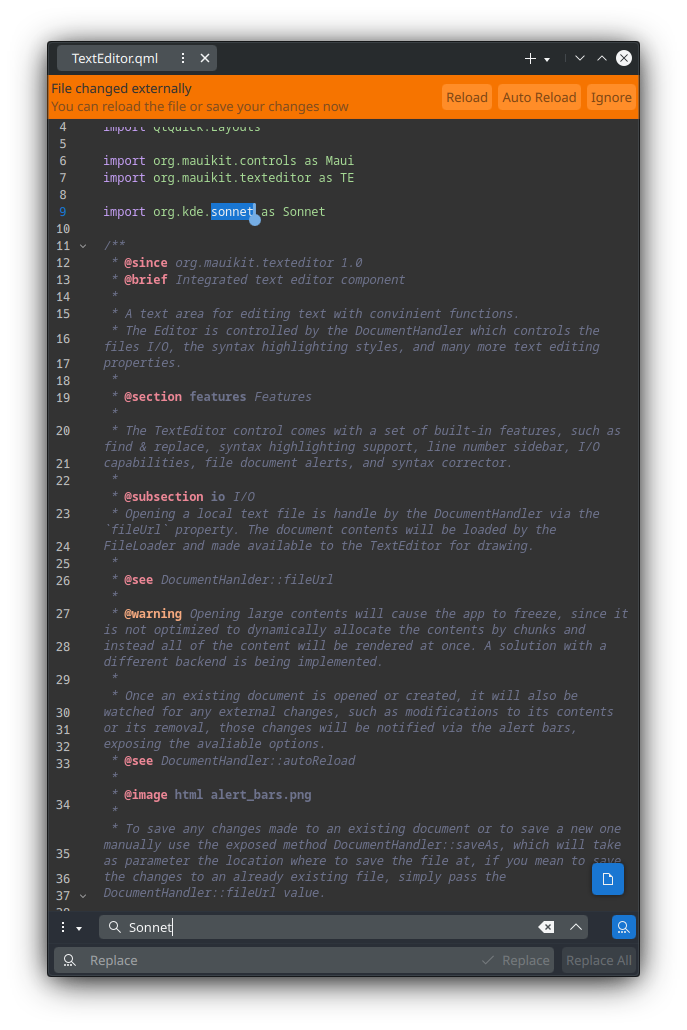 TextEditor.qml
File changed externally
You can reload the file or save your changes now
Reload Auto Reload Ignore
4 import QtQuick.Layouts
5
6 import org.mauikit.controls as Maui
7 import org.mauikit.texteditor as TE
8
9 import org.kde.sonnet as Sonnet
10
11 /**
12 * @since org.mauikit.texteditor 1.0
13 * @brief Integrated text editor component
14 *
15 * A text area for editing text with convinient functions.
* The Editor is controlled by the DocumentHandler which controls the
16 files I/O, the syntax highlighting styles, and many more text editing
17 properties.
18 *
19 * @section features Features
*
20 * The TextEditor control comes with a set of built-in features, such as
find & replace, syntax highlighting support, line number sidebar, I/O
21 capabilities, file document alerts, and syntax corrector.
22 *
* @subsection io I/O
23 * Opening a local text file is handle by the DocumentHandler via the
`fileUrl` property. The document contents will be loaded by the
24 FileLoader and made available to the TextEditor for drawing.
25 *
26 * @see DocumentHanlder::fileUrl
*
27 * @warning Opening large contents will cause the app to freeze, since it
is not optimized to dynamically allocate the contents by chunks and
28 instead all of the content will be rendered at once. A solution with a
different backend is being implemented.
29 *
* Once an existing document is opened or created, it will also be
30 watched for any external changes, such as modifications to its contents
31 or its removal, those changes will be notified via the alert bars,
32 exposing the avaliable options.
33 * @see DocumentHandler::autoReload
*
* @image html alert_bars.png
34 *
* To save any changes made to an existing document or to save a new one
manually use the exposed method DocumentHandler::saveAs, which will take
35 as parameter the location where to save the file at, if you mean to save
36 the changes to an already existing file, simply pass the
37 DocumentHandler::fileUrl value.
38
Sonnet
Replace Replace Replace All